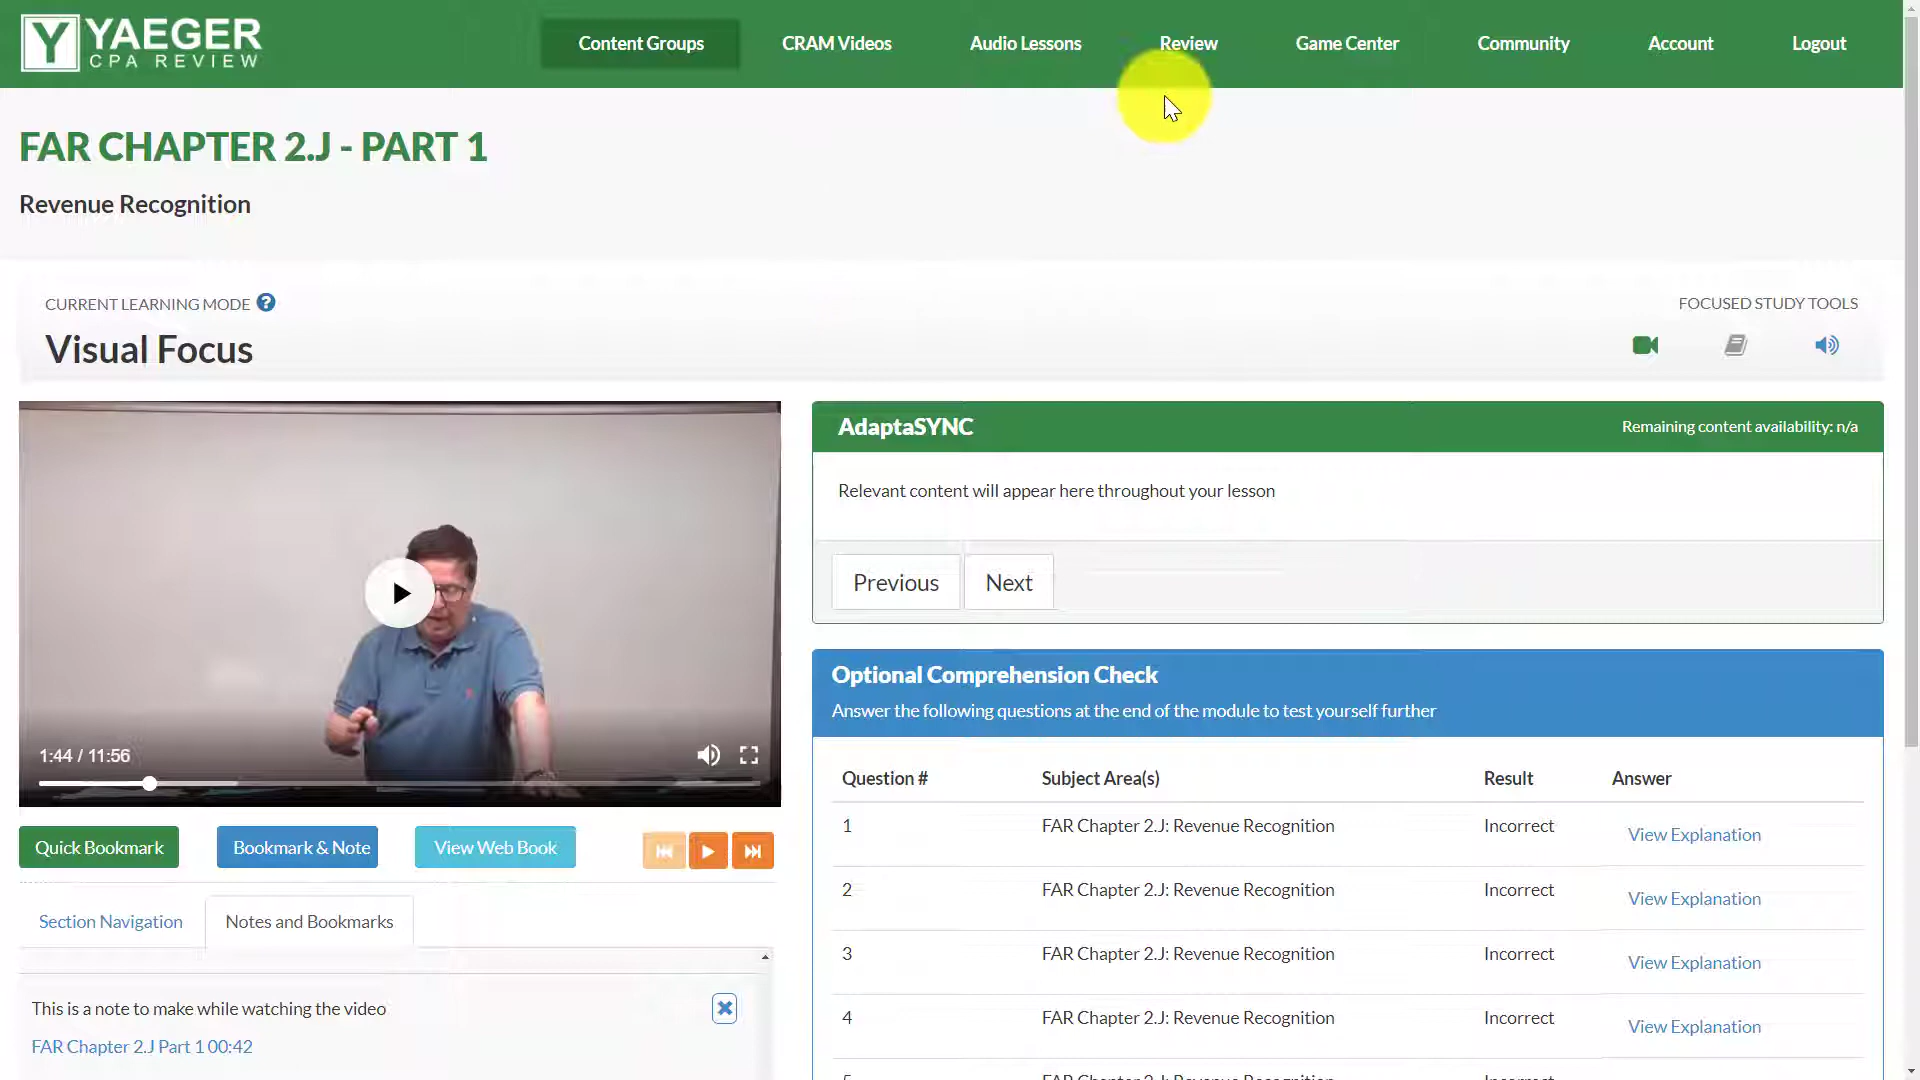 YAEGER
CPA REVIEW
Content Groups
CRAM Videos
Audio Lessons
Review
Game Center
Community
Account
Logout
FAR CHAPTER 2.J - PART 1
Revenue Recognition
CURRENT LEARNING MODE
Visual Focus
FOCUSED STUDY TOOLS
1:44 / 11:56
Quick Bookmark
Bookmark & Note
View Web Book
Section Navigation
Notes and Bookmarks
This is a note to make while watching the video
FAR Chapter 2.J Part 1 00:42
AdaptaSYNC
Remaining content availability: n/a
Relevant content will appear here throughout your lesson
Previous
Next
Optional Comprehension Check
Answer the following questions at the end of the module to test yourself further
Question # Subject Area(s) Result Answer
1 FAR Chapter 2.J: Revenue Recognition Incorrect View Explanation
2 FAR Chapter 2.J: Revenue Recognition Incorrect View Explanation
3 FAR Chapter 2.J: Revenue Recognition Incorrect View Explanation
4 FAR Chapter 2.J: Revenue Recognition Incorrect View Explanation